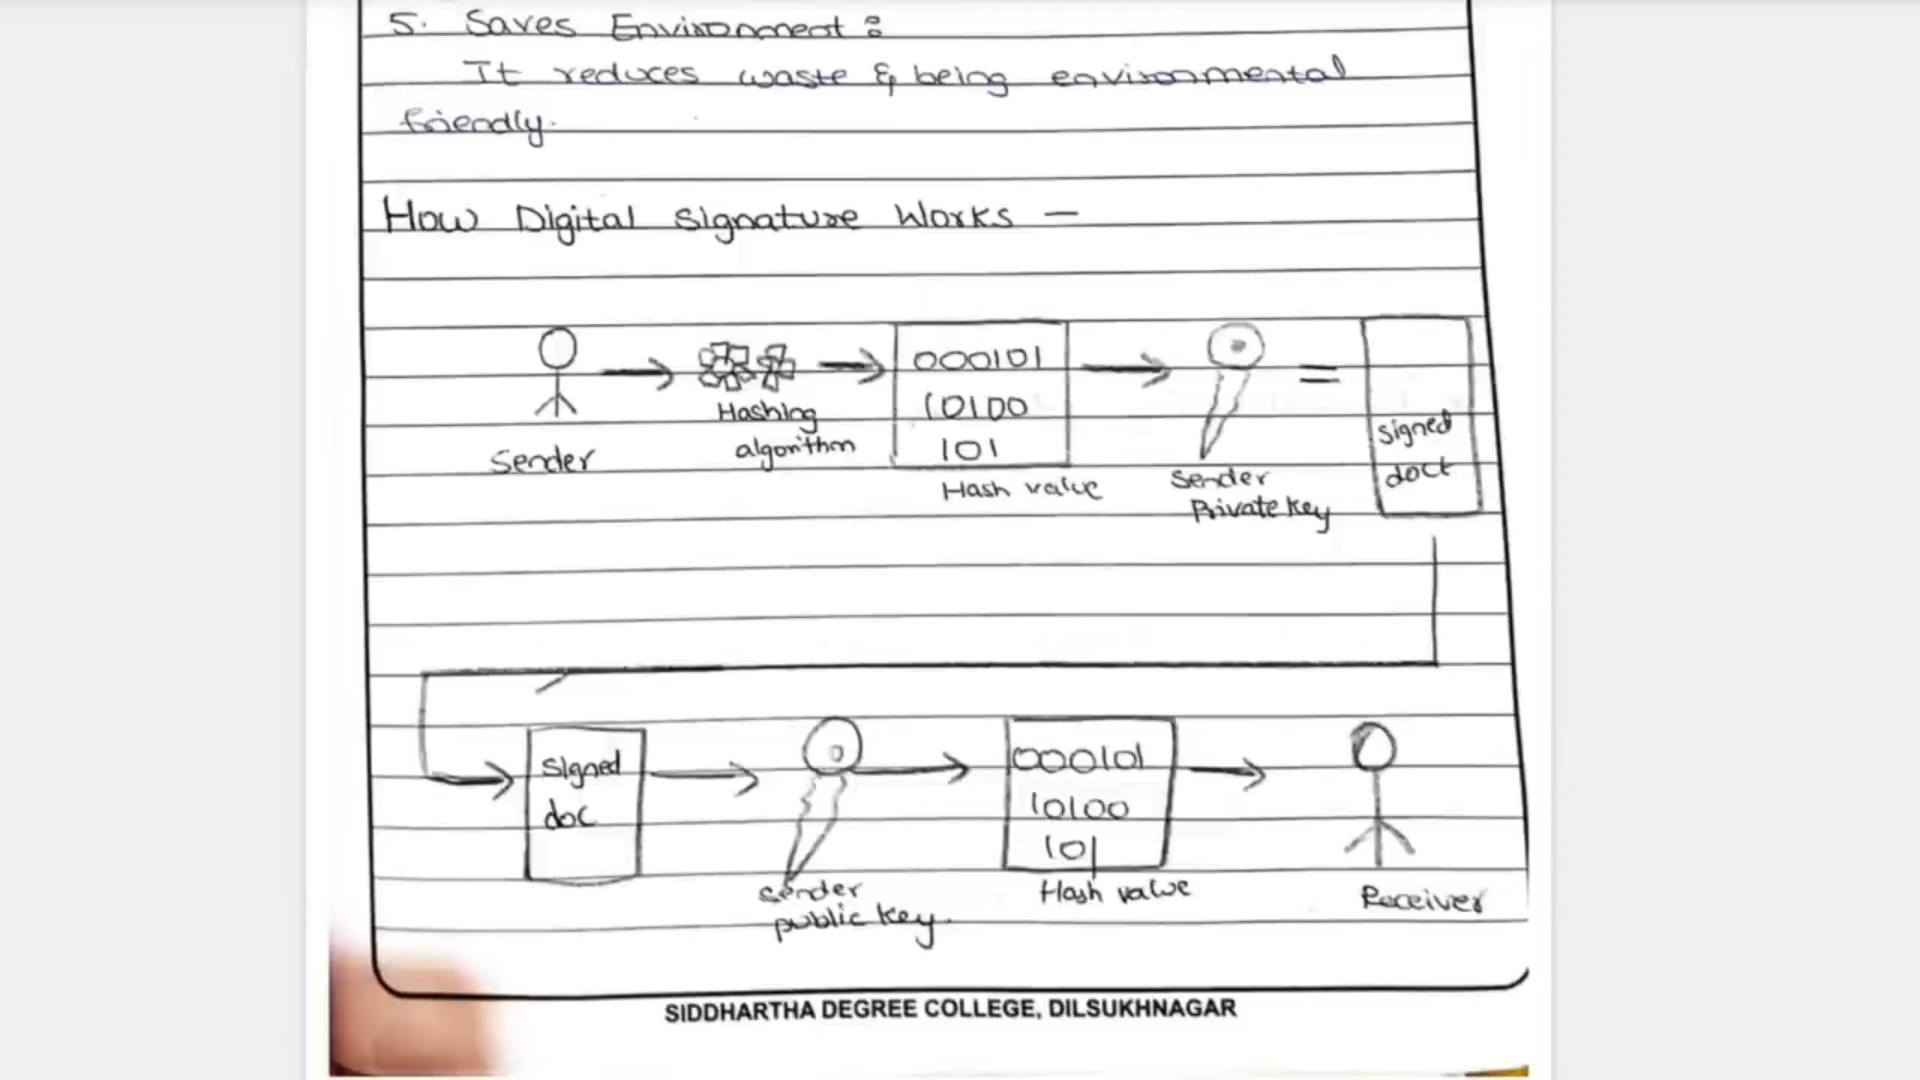 5. Saves Environment :
It reduces waste & being environmental
friendly.
How Digital Signature Works —
000101
10100
101
=
Signed
doct
Sender
Hashing
algorithm
Hash value
Sender
Private key
Signed
doc
000101
10100
101
Sender
public key.
Hash value
Receiver
SIDDHARTHA DEGREE COLLEGE, DILSUKHNAGAR